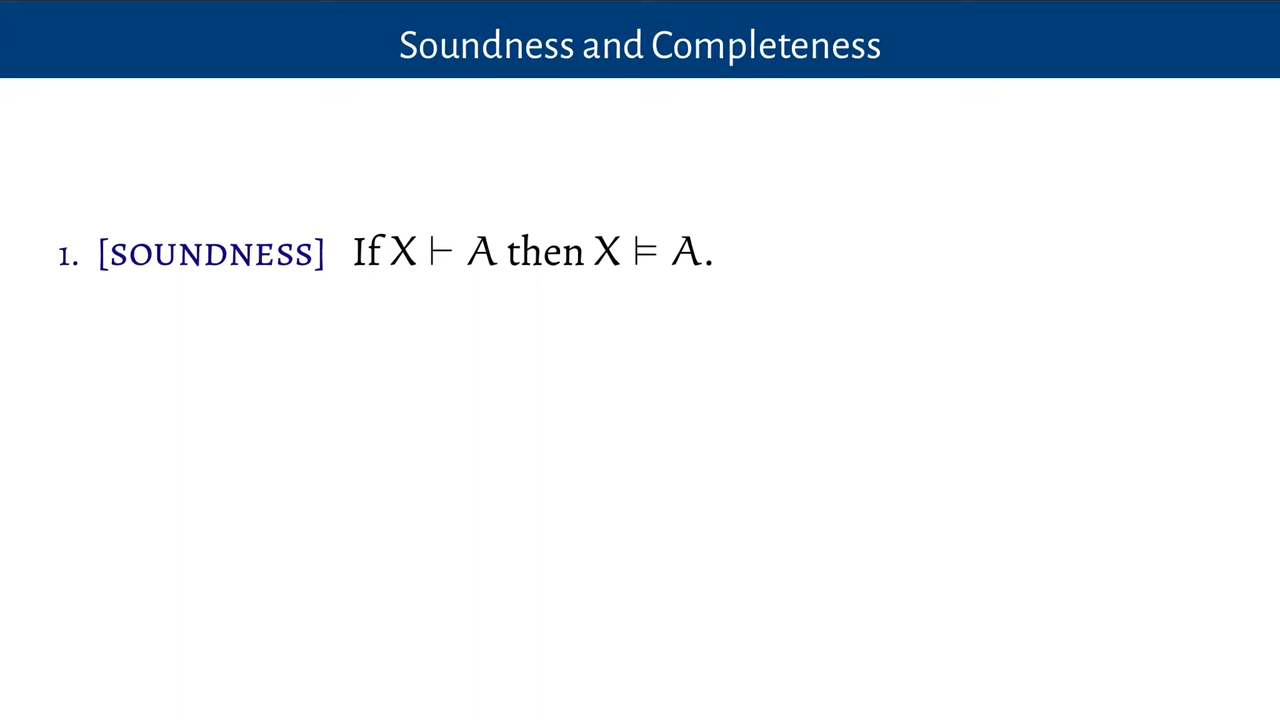 Soundness and Completeness
1. [SOUNDNESS] If X ⊢ A then X ⊨ A.